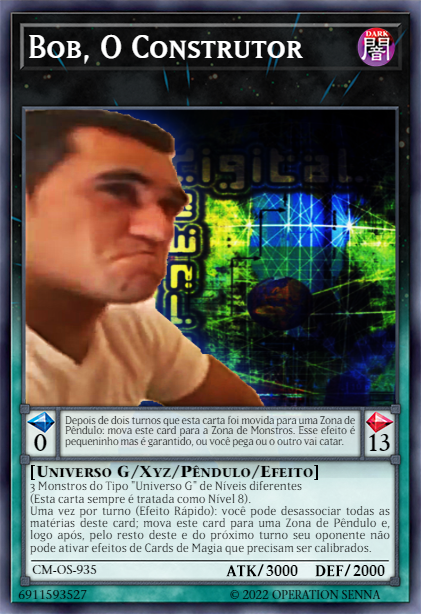 Bob, O Construtor
DARK
闇
digital
0
Depois de dois turnos que esta carta foi movida para uma Zona de
Pêndulo: mova este card para a Zona de Monstros. Esse efeito é
pequeninho mas é garantido, ou você pega ou o outro vai catar.
13
[Universo G/Xyz/Pêndulo/Efeito]
3 Monstros do Tipo "Universo G" de Níveis diferentes
(Esta carta sempre é tratada como Nível 8).
Uma vez por turno (Efeito Rápido): você pode desassociar todas as
matérias deste card; mova este card para uma Zona de Pêndulo e,
logo após, pelo resto deste e do próximo turno seu oponente não
pode ativar efeitos de Cards de Magia que precisam ser calibrados.
CM-OS-935
ATK/3000 DEF/2000
6911593527
© 2022 OPERATION SENNA